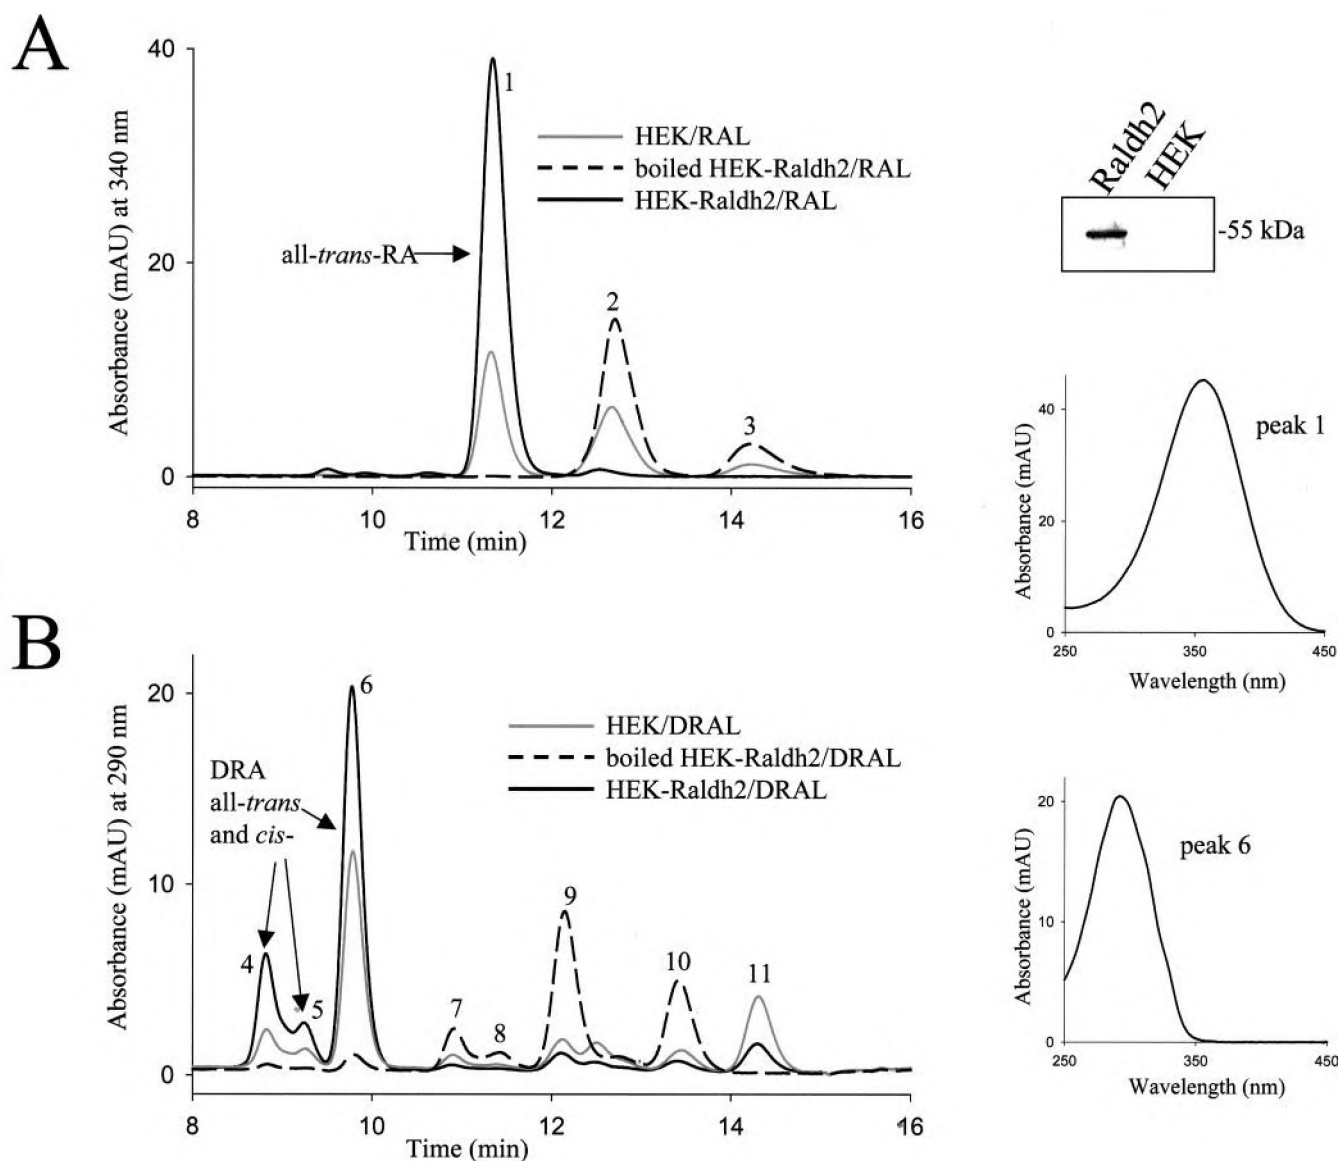 A
40
20
0
8
10
12
14
16
Absorbance (mAU) at 340 nm
Time (min)
1
2
3
all-trans-RA
HEK/RAL
boiled HEK-Raldh2/RAL
HEK-Raldh2/RAL
Raldh2
HEK
-55 kDa
40
20
0
250
350
450
Absorbance (mAU)
Wavelength (nm)
peak 1
B
20
10
0
8
10
12
14
16
Absorbance (mAU) at 290 nm
Time (min)
DRA
all-trans
and cis-
4
5
6
7
8
9
10
11
HEK/DRAL
boiled HEK-Raldh2/DRAL
HEK-Raldh2/DRAL
20
10
0
250
350
450
Absorbance (mAU)
Wavelength (nm)
peak 6